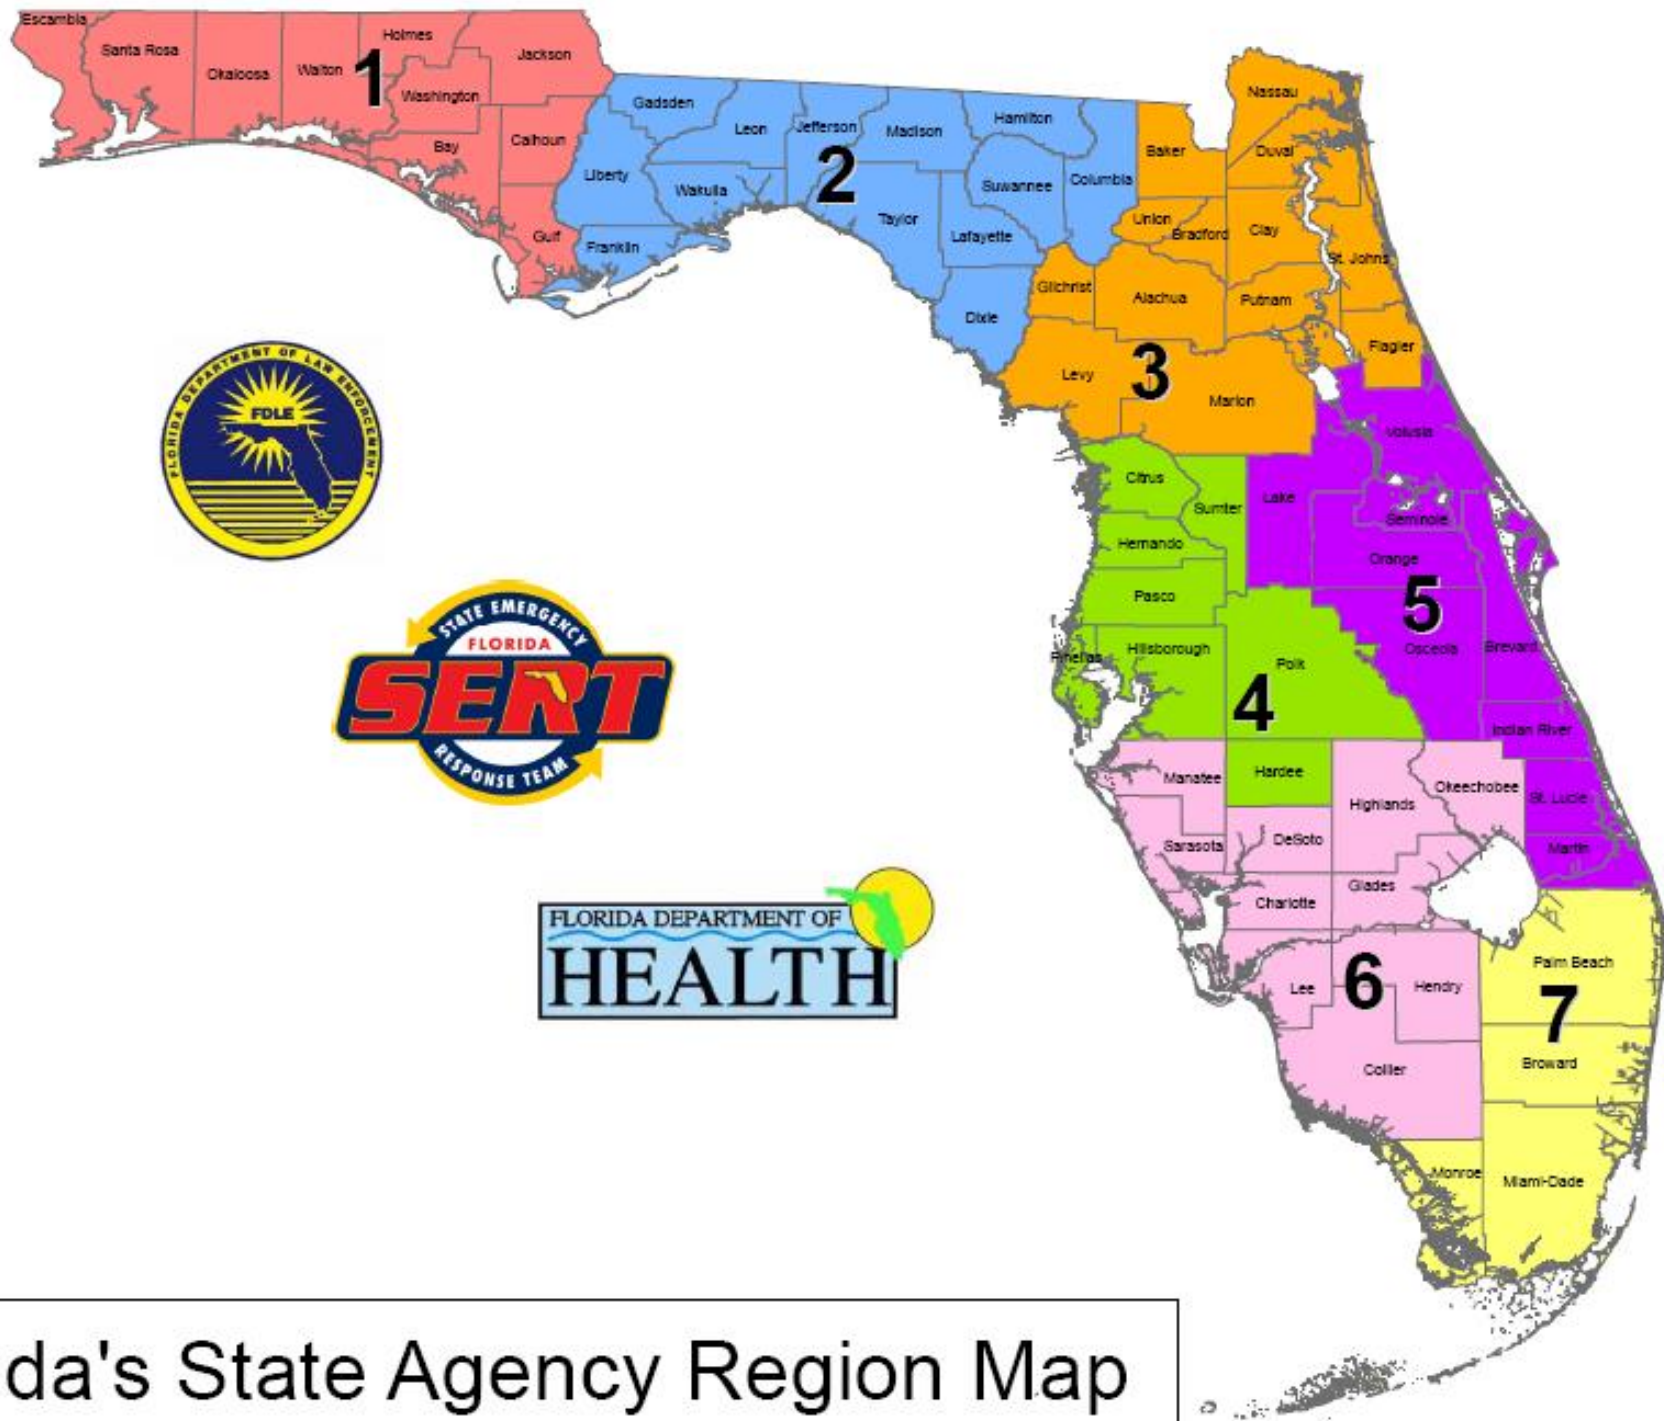 Escambia
Santa Rosa
Okaloosa
Walton
Holmes
Jackson
1
Washington
Bay
Calhoun
Gulf
Gadsden
Leon
Jefferson
Madison
Hamilton
Liberty
Wakulla
2
Taylor
Suwannee
Columbia
Lafayette
Franklin
Dixie
Nassau
Baker
Duval
Union
Bradford
Clay
St. Johns
Gilchrist
Alachua
Putnam
Flagler
Levy
3
Marion
Citrus
Sumter
Hernando
Pasco
Pinellas
Hillsborough
Polk
4
Hardee
Volusia
Lake
Seminole
Orange
5
Osceola
Brevard
Indian River
St. Lucie
Martin
Manatee
Highlands
Okeechobee
Sarasota
DeSoto
Charlotte
Glades
Lee
6
Hendry
Collier
Palm Beach
7
Broward
Monroe
Miami-Dade
FLORIDA DEPARTMENT OF LAW ENFORCEMENT
FDLE
STATE EMERGENCY
FLORIDA
SERT
RESPONSE TEAM
FLORIDA DEPARTMENT OF
HEALTH
da's State Agency Region Map